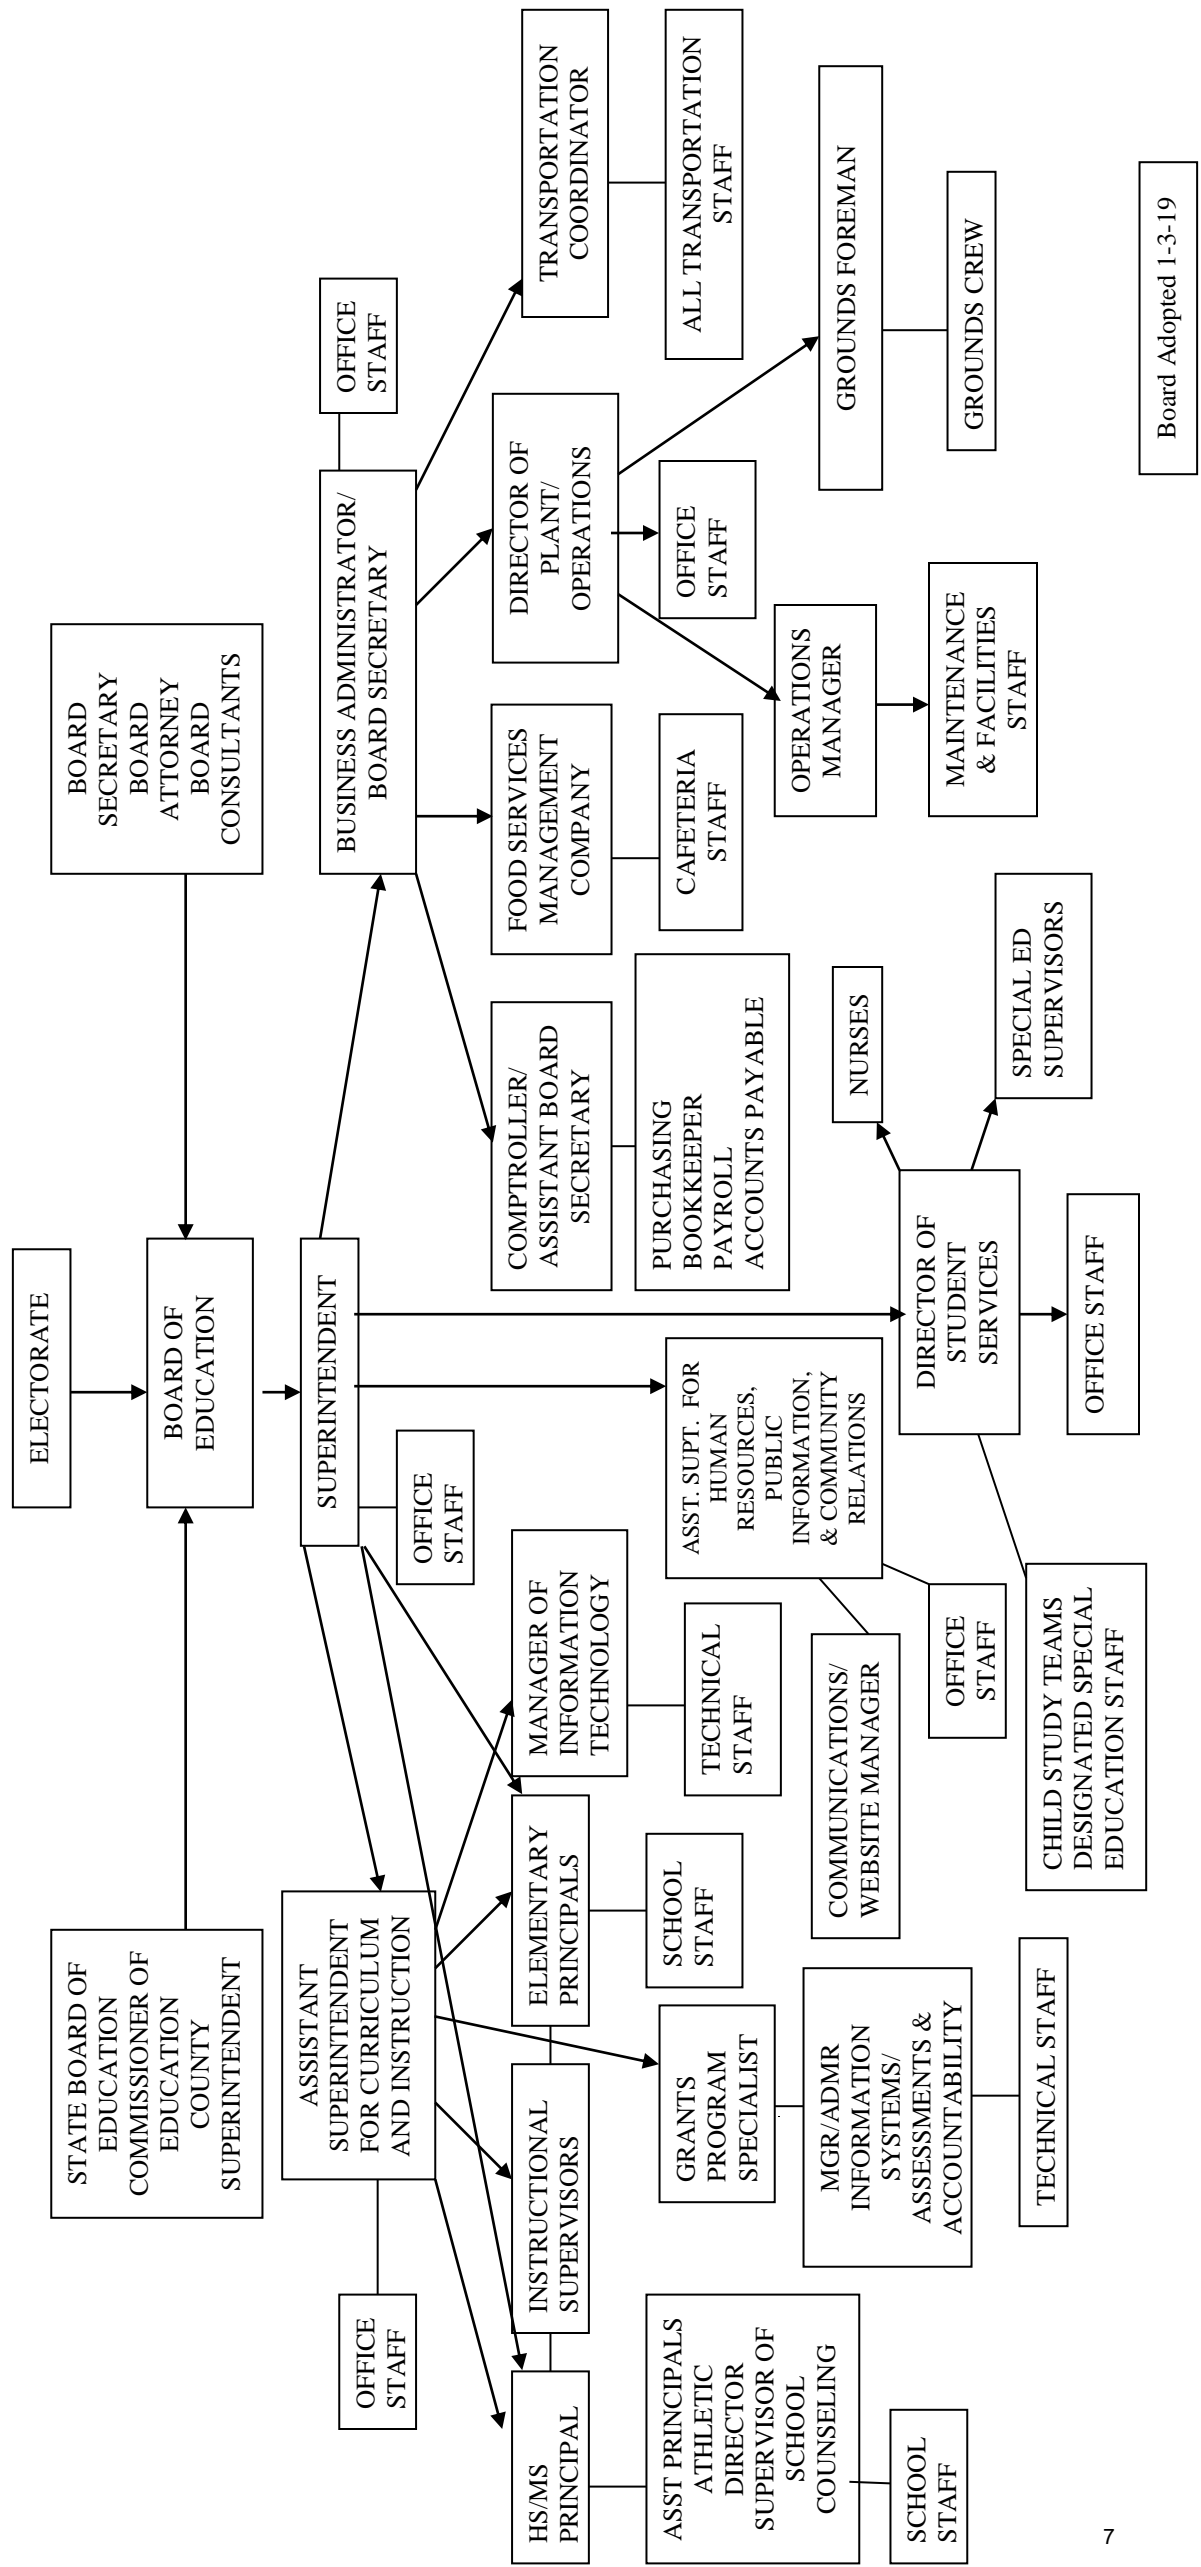 ELECTORATE
STATE BOARD OF
EDUCATION
COMMISSIONER OF
EDUCATION
COUNTY
SUPERINTENDENT
BOARD OF
EDUCATION
BOARD
SECRETARY
BOARD
ATTORNEY
BOARD
CONSULTANTS
SUPERINTENDENT
OFFICE
STAFF
ASSISTANT
SUPERINTENDENT
FOR CURRICULUM
AND INSTRUCTION
OFFICE
STAFF
BUSINESS ADMINISTRATOR/
BOARD SECRETARY
OFFICE
STAFF
HS/MS
PRINCIPAL
INSTRUCTIONAL
SUPERVISORS
ELEMENTARY
PRINCIPALS
MANAGER OF
INFORMATION
TECHNOLOGY
COMPTROLLER/
ASSISTANT BOARD
SECRETARY
FOOD SERVICES
MANAGEMENT
COMPANY
DIRECTOR OF
PLANT/
OPERATIONS
TRANSPORTATION
COORDINATOR
ASST PRINCIPALS
ATHLETIC
DIRECTOR
SUPERVISOR OF
SCHOOL
COUNSELING
GRANTS
PROGRAM
SPECIALIST
SCHOOL
STAFF
TECHNICAL
STAFF
ASST. SUPT. FOR
HUMAN
RESOURCES,
PUBLIC
INFORMATION,
& COMMUNITY
RELATIONS
PURCHASING
BOOKKEEPER
PAYROLL
ACCOUNTS PAYABLE
CAFETERIA
STAFF
OFFICE
STAFF
ALL TRANSPORTATION
STAFF
MGR/ADMR
INFORMATION
SYSTEMS/
ASSESSMENTS &
ACCOUNTABILITY
COMMUNICATIONS/
WEBSITE MANAGER
NURSES
OPERATIONS
MANAGER
GROUNDS FOREMAN
SCHOOL
STAFF
OFFICE
STAFF
DIRECTOR OF
STUDENT
SERVICES
SPECIAL ED
SUPERVISORS
MAINTENANCE
& FACILITIES
STAFF
GROUNDS CREW
TECHNICAL STAFF
CHILD STUDY TEAMS
DESIGNATED SPECIAL
EDUCATION STAFF
OFFICE STAFF
Board Adopted 1-3-19
7